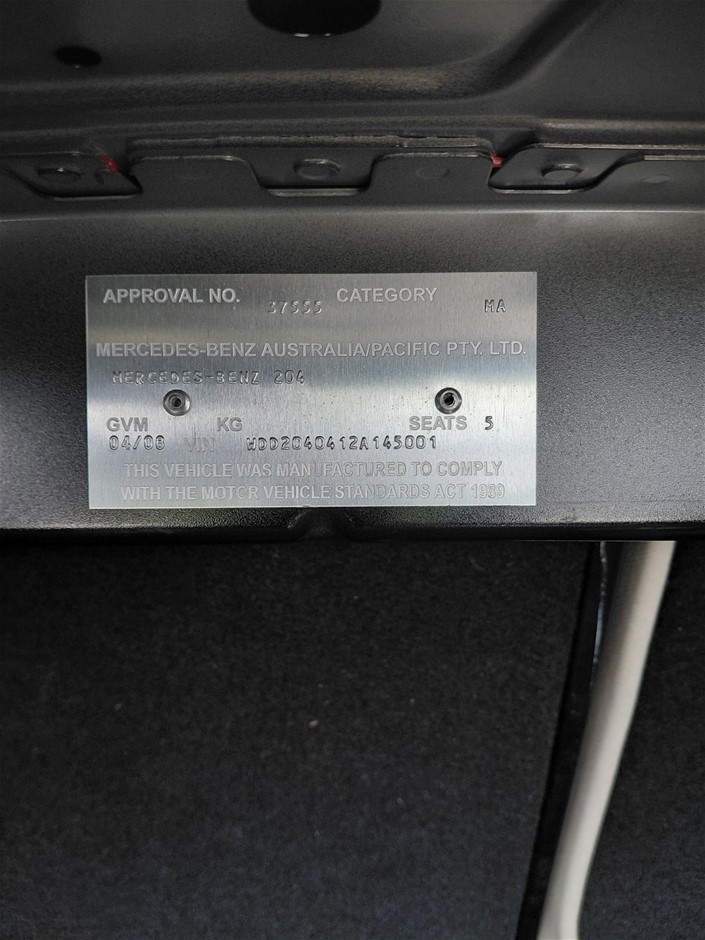 APPROVAL NO. 37555 CATEGORY MA
MERCEDES-BENZ AUSTRALIA/PACIFIC PTY. LTD.
MERCEDES-BENZ 204
GVM KG SEATS 5
04/08 VIN WDD2040412A145001
THIS VEHICLE WAS MANUFACTURED TO COMPLY
WITH THE MOTOR VEHICLE STANDARDS ACT 1989